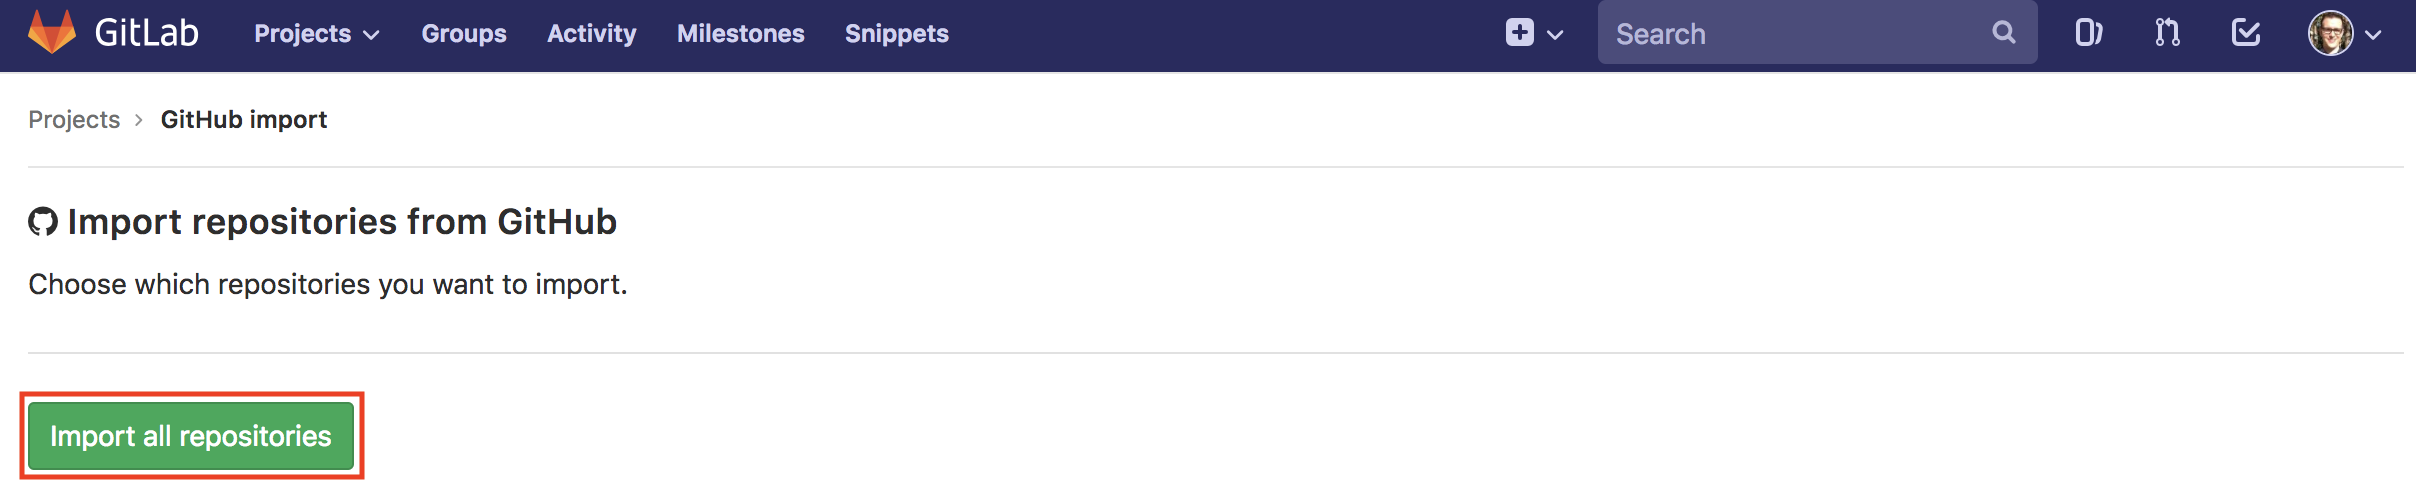 GitLab Projects Groups Activity Milestones Snippets Search
Projects › GitHub import
Import repositories from GitHub
Choose which repositories you want to import.
Import all repositories